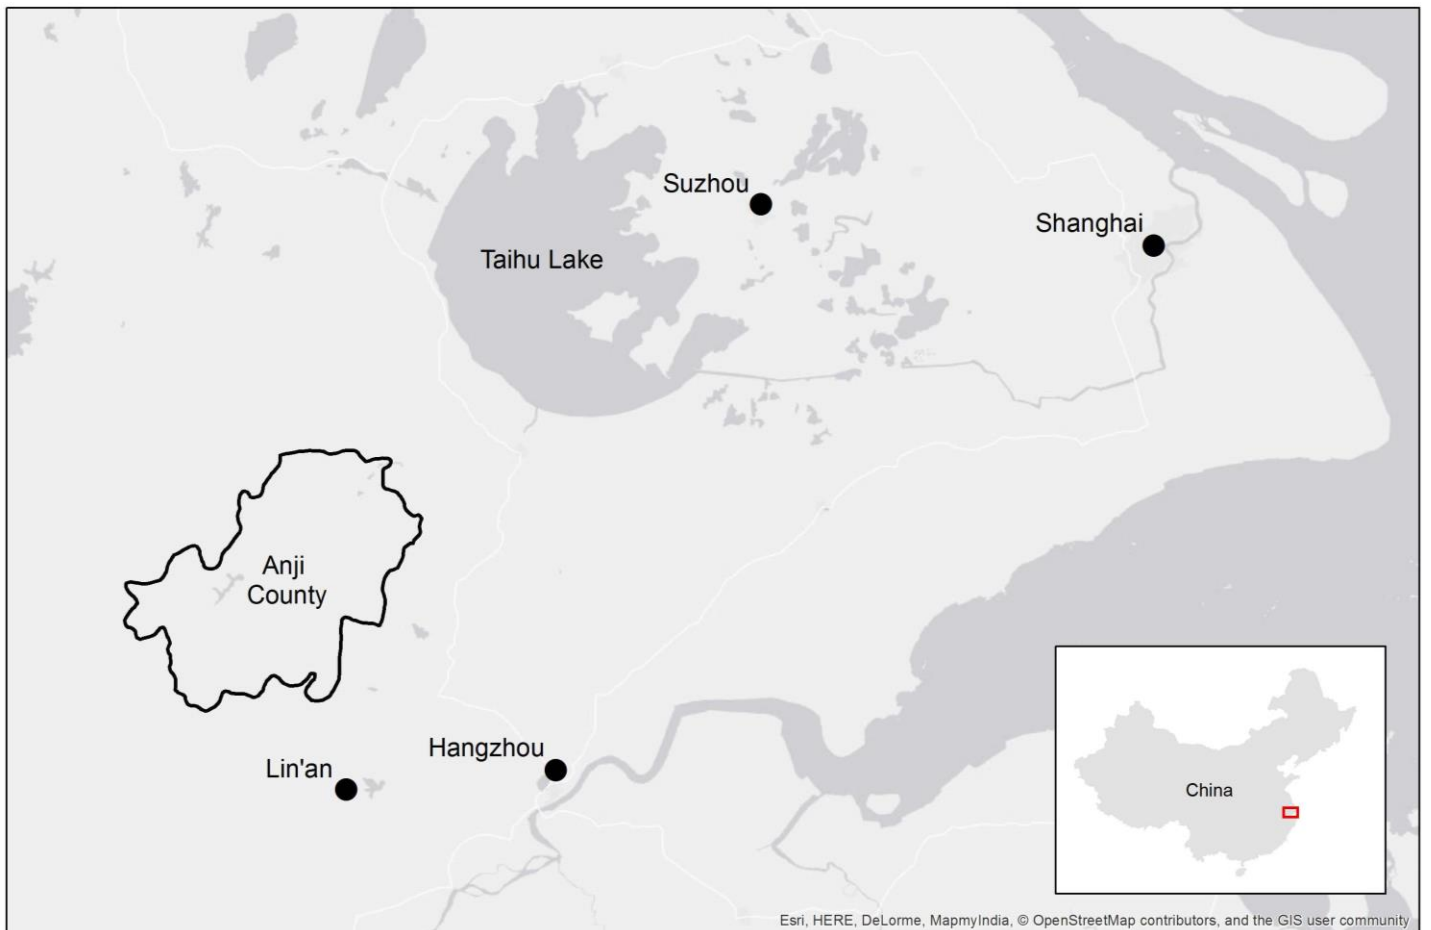 Suzhou
Shanghai
Taihu Lake
Anji
County
Hangzhou
Lin'an
China
Esri, HERE, DeLorme, MapmyIndia, © OpenStreetMap contributors, and the GIS user community